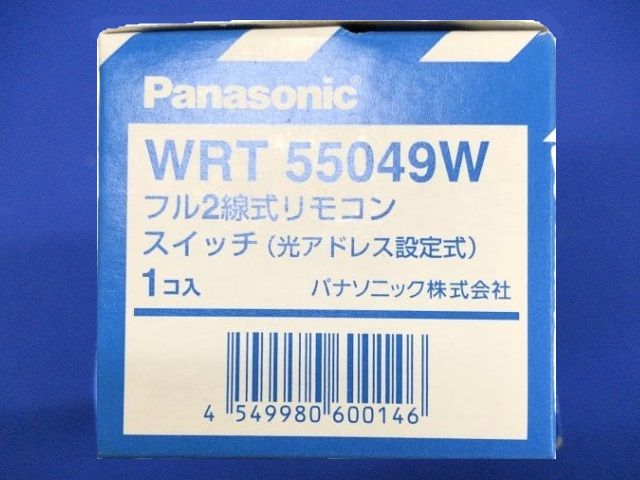 Panasonic
WRT 55049W
フル2線式リモコン
スイッチ(光アドレス設定式)
1コ入 パナソニック株式会社
4 549980 600146